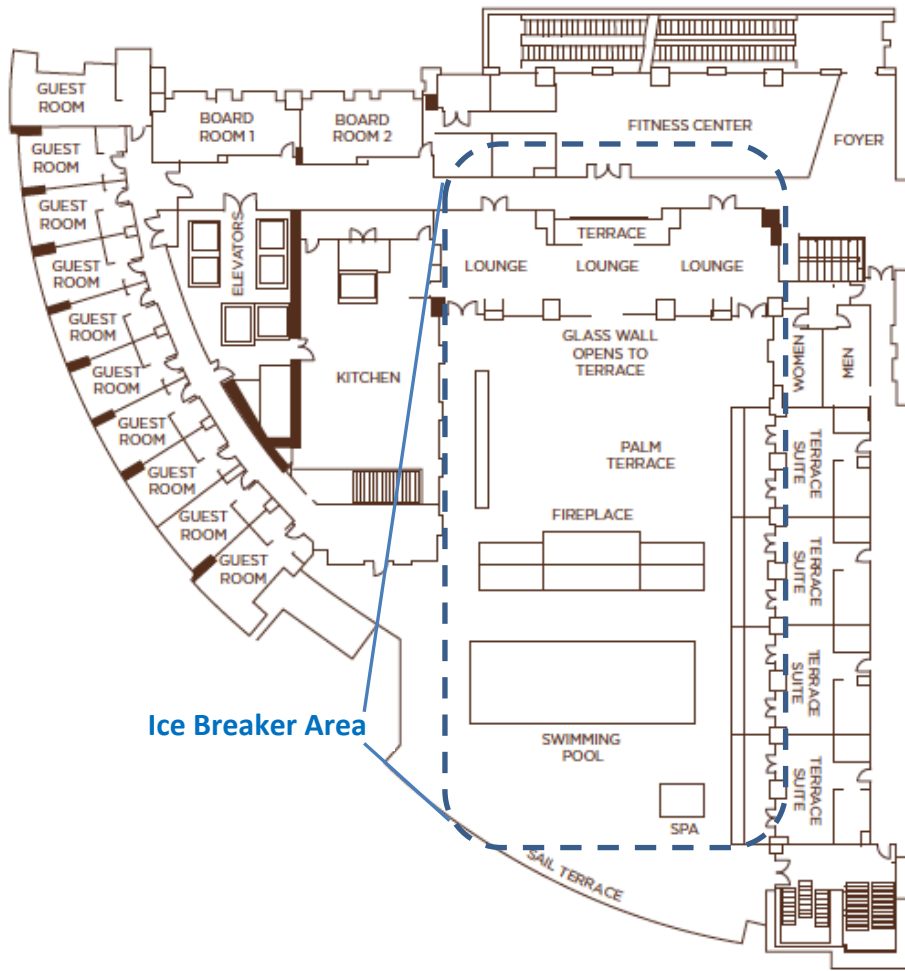 GUEST
ROOM
BOARD
ROOM 1
BOARD
ROOM 2
FITNESS CENTER
FOYER
GUEST
ROOM
GUEST
ROOM
GUEST
ROOM
GUEST
ROOM
GUEST
ROOM
GUEST
ROOM
GUEST
ROOM
GUEST
ROOM
GUEST
ROOM
ELEVATORS
TERRACE
LOUNGE
LOUNGE
LOUNGE
GLASS WALL
OPENS TO
TERRACE
KITCHEN
WOMEN
MEN
PALM
TERRACE
FIREPLACE
TERRACE
SUITE
TERRACE
SUITE
TERRACE
SUITE
TERRACE
SUITE
Ice Breaker Area
SWIMMING
POOL
SPA
SAIL TERRACE